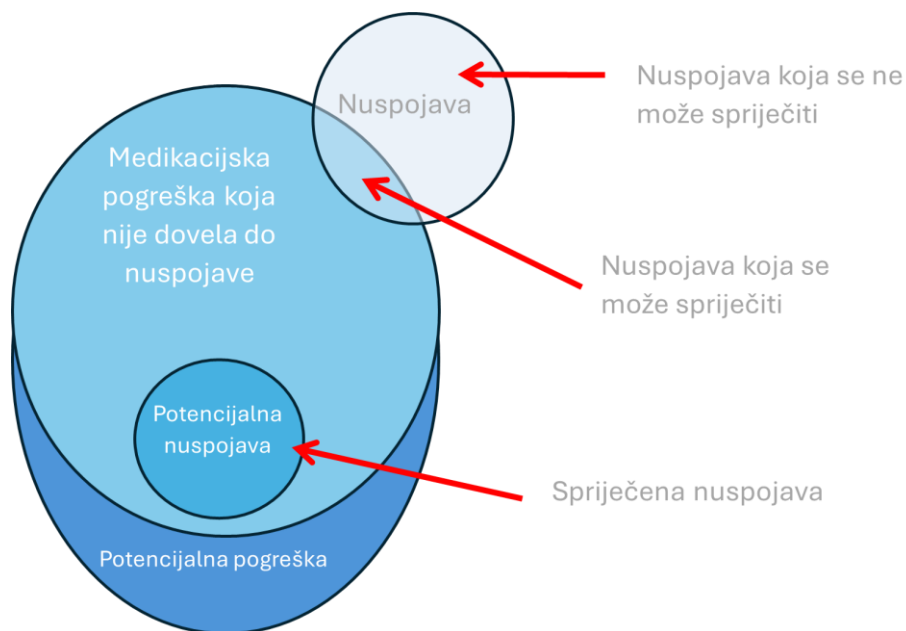 Nuspojava koja se ne
može spriječiti
Nuspojava
Medikacijska
pogreška koja
nije dovela do
nuspojave
Nuspojava koja se
može spriječiti
Potencijalna
nuspojava
Spriječena nuspojava
Potencijalna pogreška